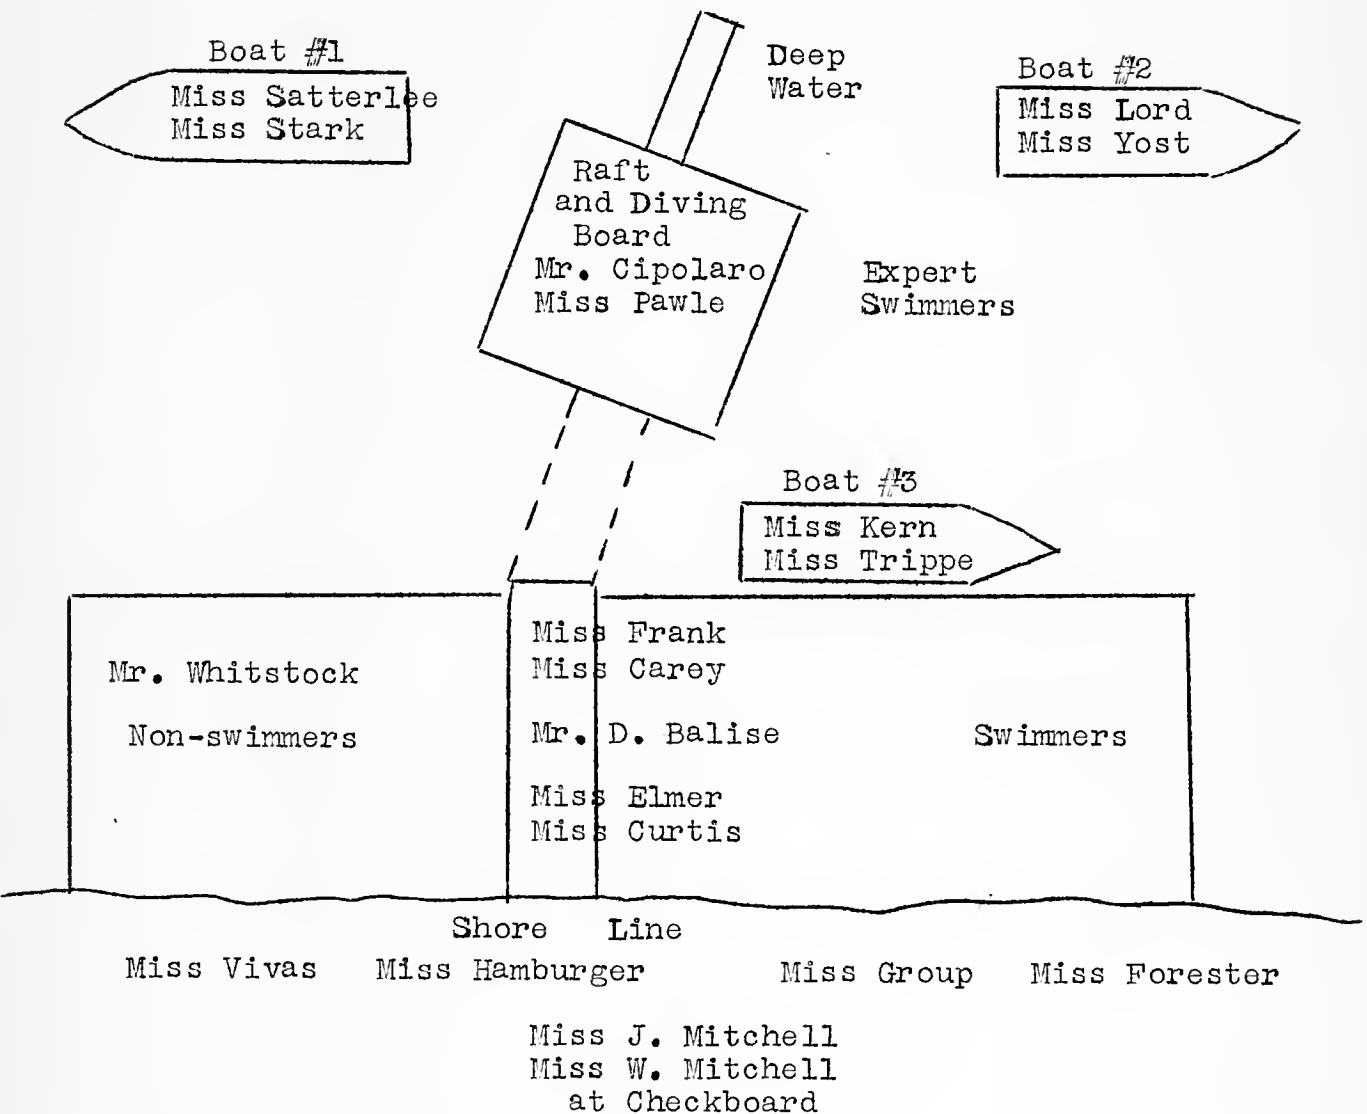 Boat #1
Miss Satterlee
Miss Stark
Deep
Water
Boat #2
Miss Lord
Miss Yost
Raft
and Diving
Board
Mr. Cipolaro
Miss Pawle
Expert
Swimmers
Boat #3
Miss Kern
Miss Trippe
Mr. Whitstock
Non-swimmers
Miss Frank
Miss Carey
Mr. D. Balise
Miss Elmer
Miss Curtis
Swimmers
Shore Line
Miss Vivas Miss Hamburger Miss Group Miss Forester
Miss J. Mitchell
Miss W. Mitchell
at Checkboard